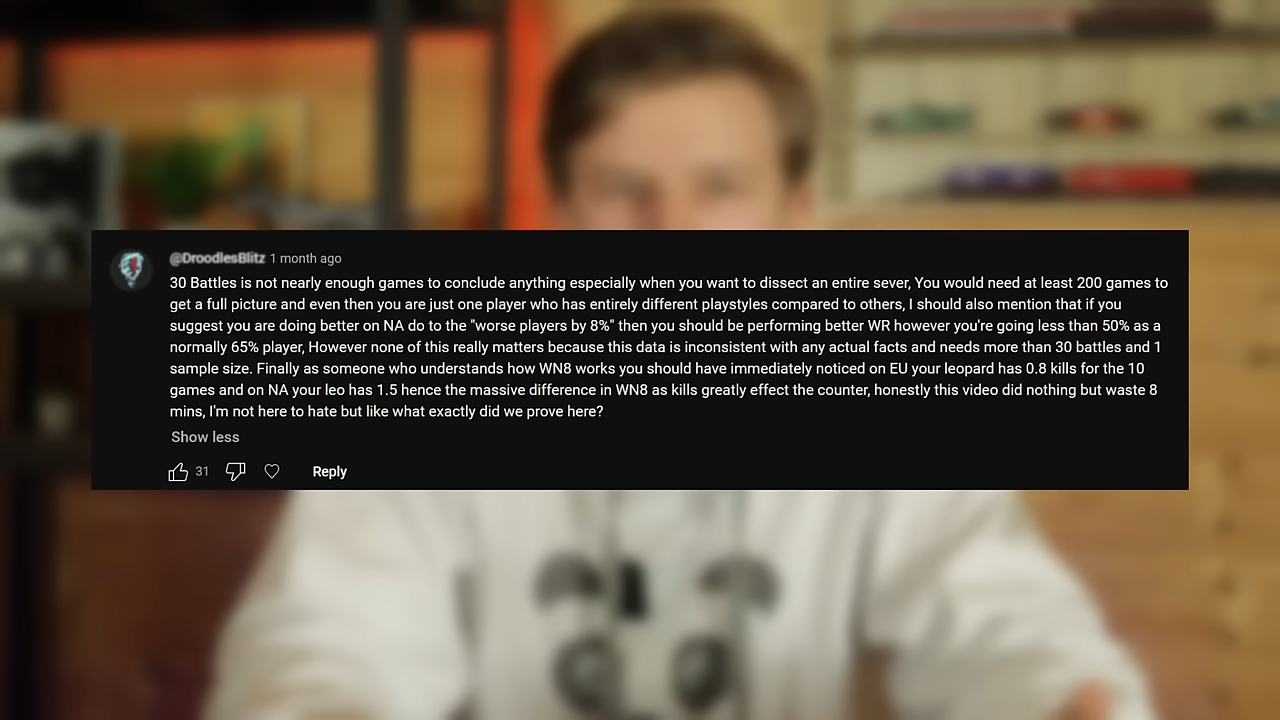 @DroodlesBlitz 1 month ago
30 Battles is not nearly enough games to conclude anything especially when you want to dissect an entire sever, You would need at least 200 games to
get a full picture and even then you are just one player who has entirely different playstyles compared to others, I should also mention that if you
suggest you are doing better on NA do to the "worse players by 8%" then you should be performing better WR however you're going less than 50% as a
normally 65% player, However none of this really matters because this data is inconsistent with any actual facts and needs more than 30 battles and 1
sample size. Finally as someone who understands how WN8 works you should have immediately noticed on EU your leopard has 0.8 kills for the 10
games and on NA your leo has 1.5 hence the massive difference in WN8 as kills greatly effect the counter, honestly this video did nothing but waste 8
mins, I'm not here to hate but like what exactly did we prove here?
Show less
31 Reply